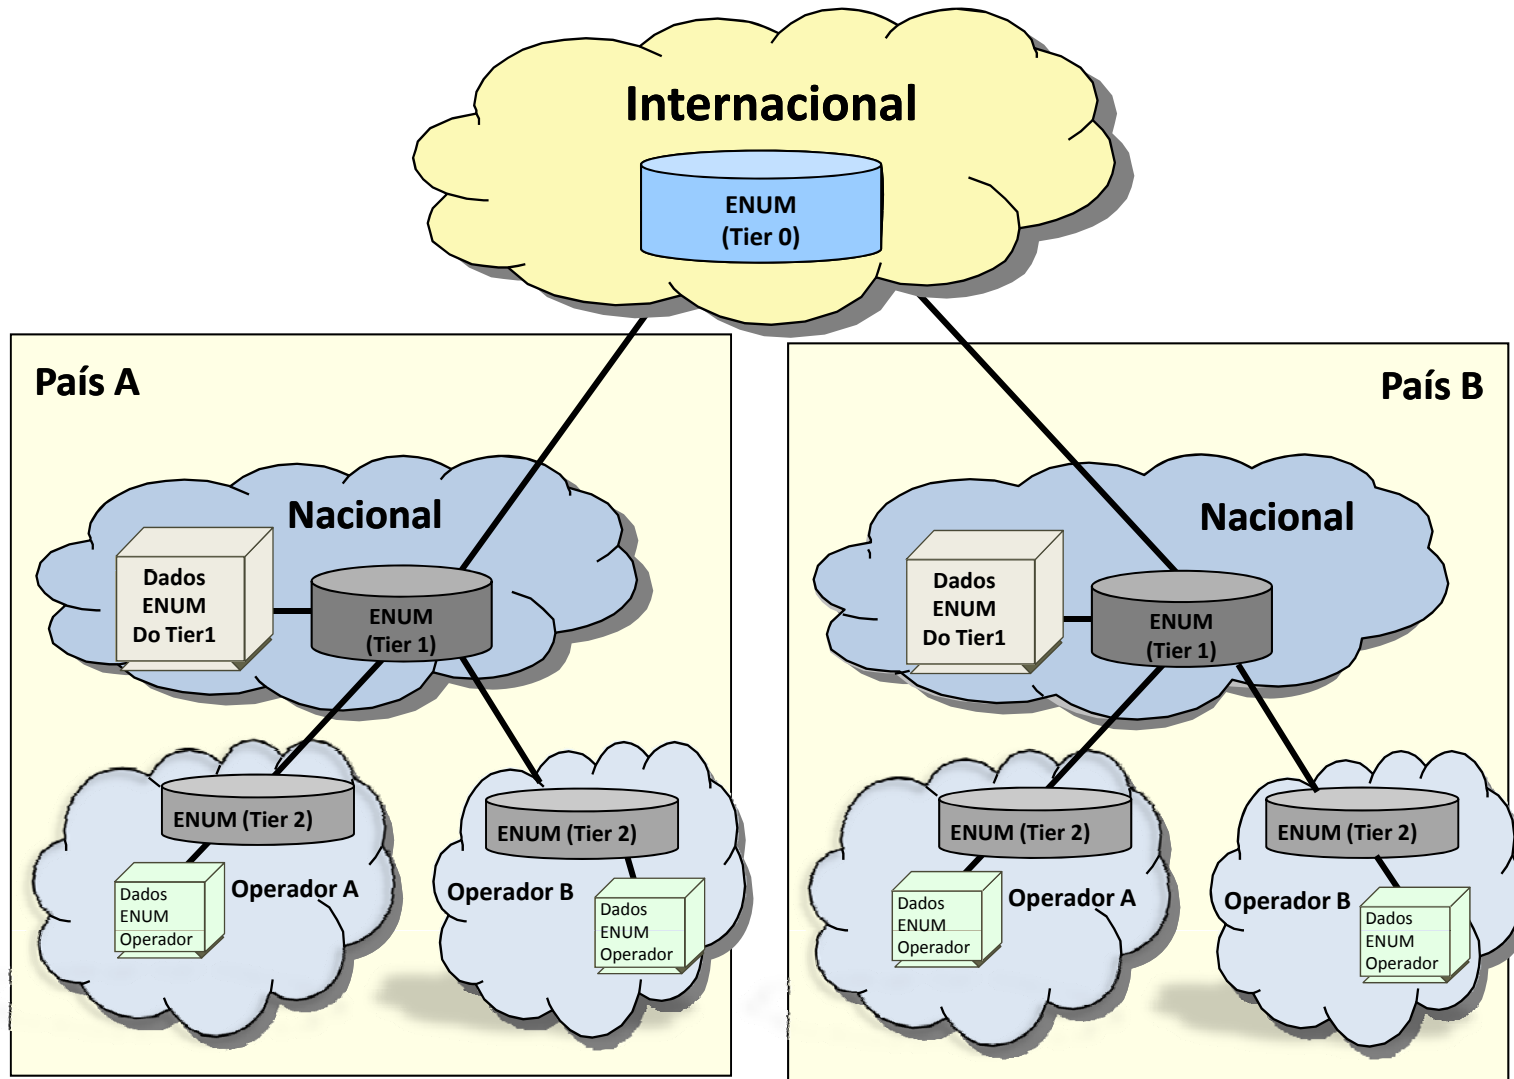 Internacional
ENUM
(Tier 0)
País A
Nacional
Dados
ENUM
Do Tier1
ENUM
(Tier 1)
ENUM (Tier 2)
Operador A
Dados
ENUM
Operador
ENUM (Tier 2)
Operador B
Dados
ENUM
Operador
País B
Nacional
Dados
ENUM
Do Tier1
ENUM
(Tier 1)
ENUM (Tier 2)
Operador A
Dados
ENUM
Operador
ENUM (Tier 2)
Operador B
Dados
ENUM
Operador